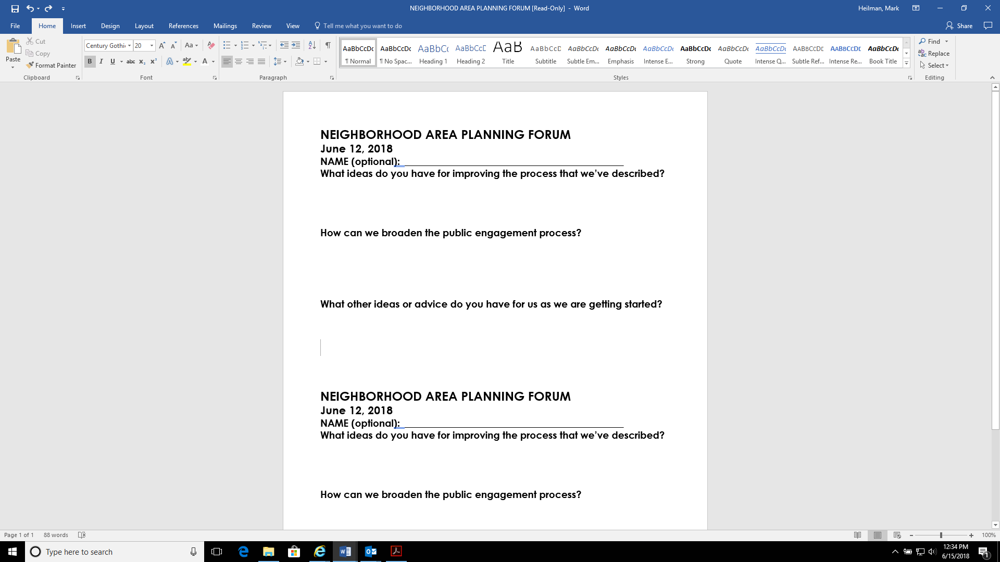 NEIGHBORHOOD AREA PLANNING FORUM [Read-Only] - Word
Heilman, Mark
File Home Insert Design Layout References Mailings Review View Tell me what you want to do
Share
Paste
Cut
Copy
Format Painter
Clipboard
Century Gothi 20
Font
Paragraph
AaBbCcDc AaBbCcDc AaBbC( AaBbCcD AaB AaBbCcD AaBbCcDc AaBbCcDc AaBbCcDc AaBbCcDc AaBbCcDc AaBbCcDc AABBCCDE AABBCCDE AaBbCcDc
¶ Normal ¶ No Spac... Heading 1 Heading 2 Title Subtitle Subtle Em... Emphasis Intense E... Strong Quote Intense Q... Subtle Ref... Intense Re... Book Title
Styles
Find
Replace
Select
Editing
NEIGHBORHOOD AREA PLANNING FORUM
June 12, 2018
NAME (optional): ________________________________________
What ideas do you have for improving the process that we’ve described?
How can we broaden the public engagement process?
What other ideas or advice do you have for us as we are getting started?
NEIGHBORHOOD AREA PLANNING FORUM
June 12, 2018
NAME (optional): ________________________________________
What ideas do you have for improving the process that we’ve described?
How can we broaden the public engagement process?
Page 1 of 1 88 words
100%
Type here to search
12:34 PM
6/15/2018
1